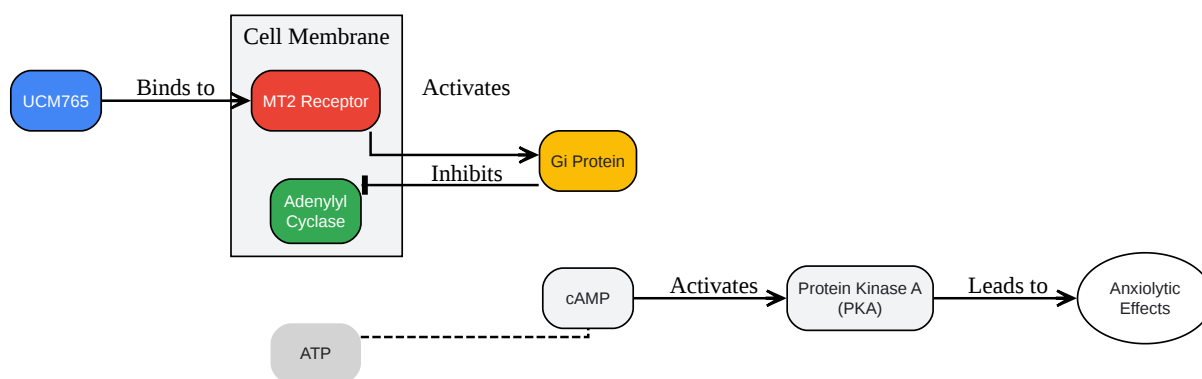 Cell Membrane
UCM765
Binds to
MT2 Receptor
Activates
Gi Protein
Inhibits
Adenylyl
Cyclase
cAMP
Activates
Protein Kinase A
(PKA)
Leads to
Anxiolytic
Effects
ATP